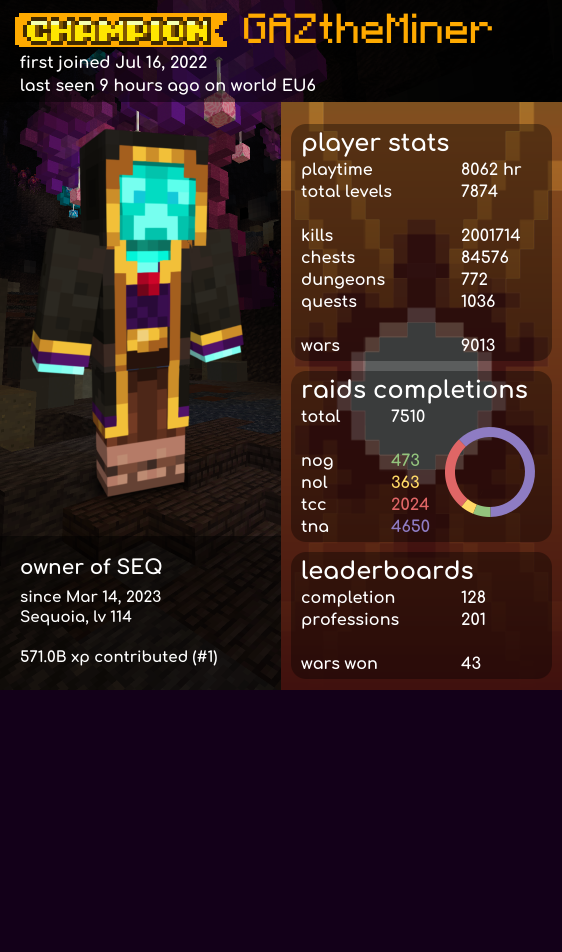 CHAMPION GAZtheMiner
first joined Jul 16, 2022
last seen 9 hours ago on world EU6
player stats
playtime 8062 hr
total levels 7874
kills 2001714
chests 84576
dungeons 772
quests 1036
wars 9013
raids completions
total 7510
nog 473
nol 363
tcc 2024
tna 4650
owner of SEQ
since Mar 14, 2023
Sequoia, lv 114
571.0B xp contributed (#1)
leaderboards
completion 128
professions 201
wars won 43